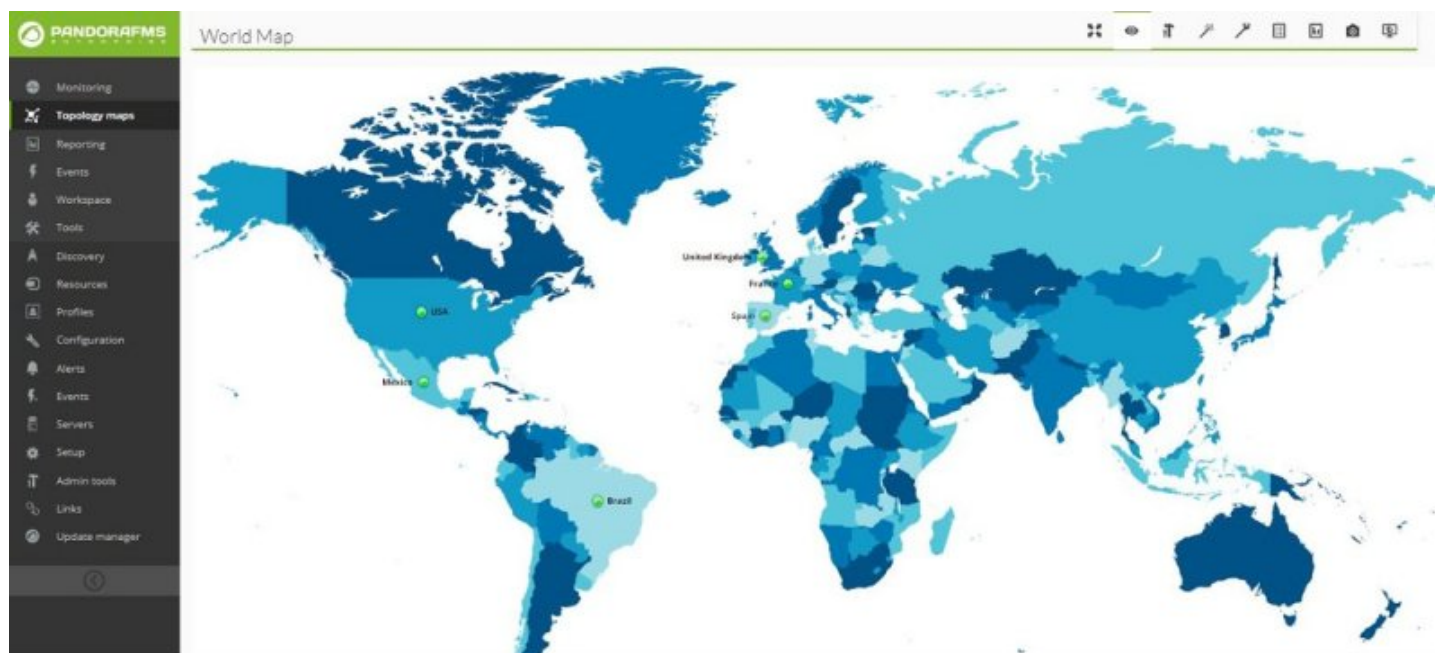 PANDORAFMS
ENTERPRISE
World Map
Monitoring
Topology maps
Reporting
Events
Workspace
Tools
Discovery
Resources
Profiles
Configuration
Alerts
Events
Servers
Setup
Admin tools
Links
Update manager
United Kingdom
France
Spain
USA
Mexico
Brazil